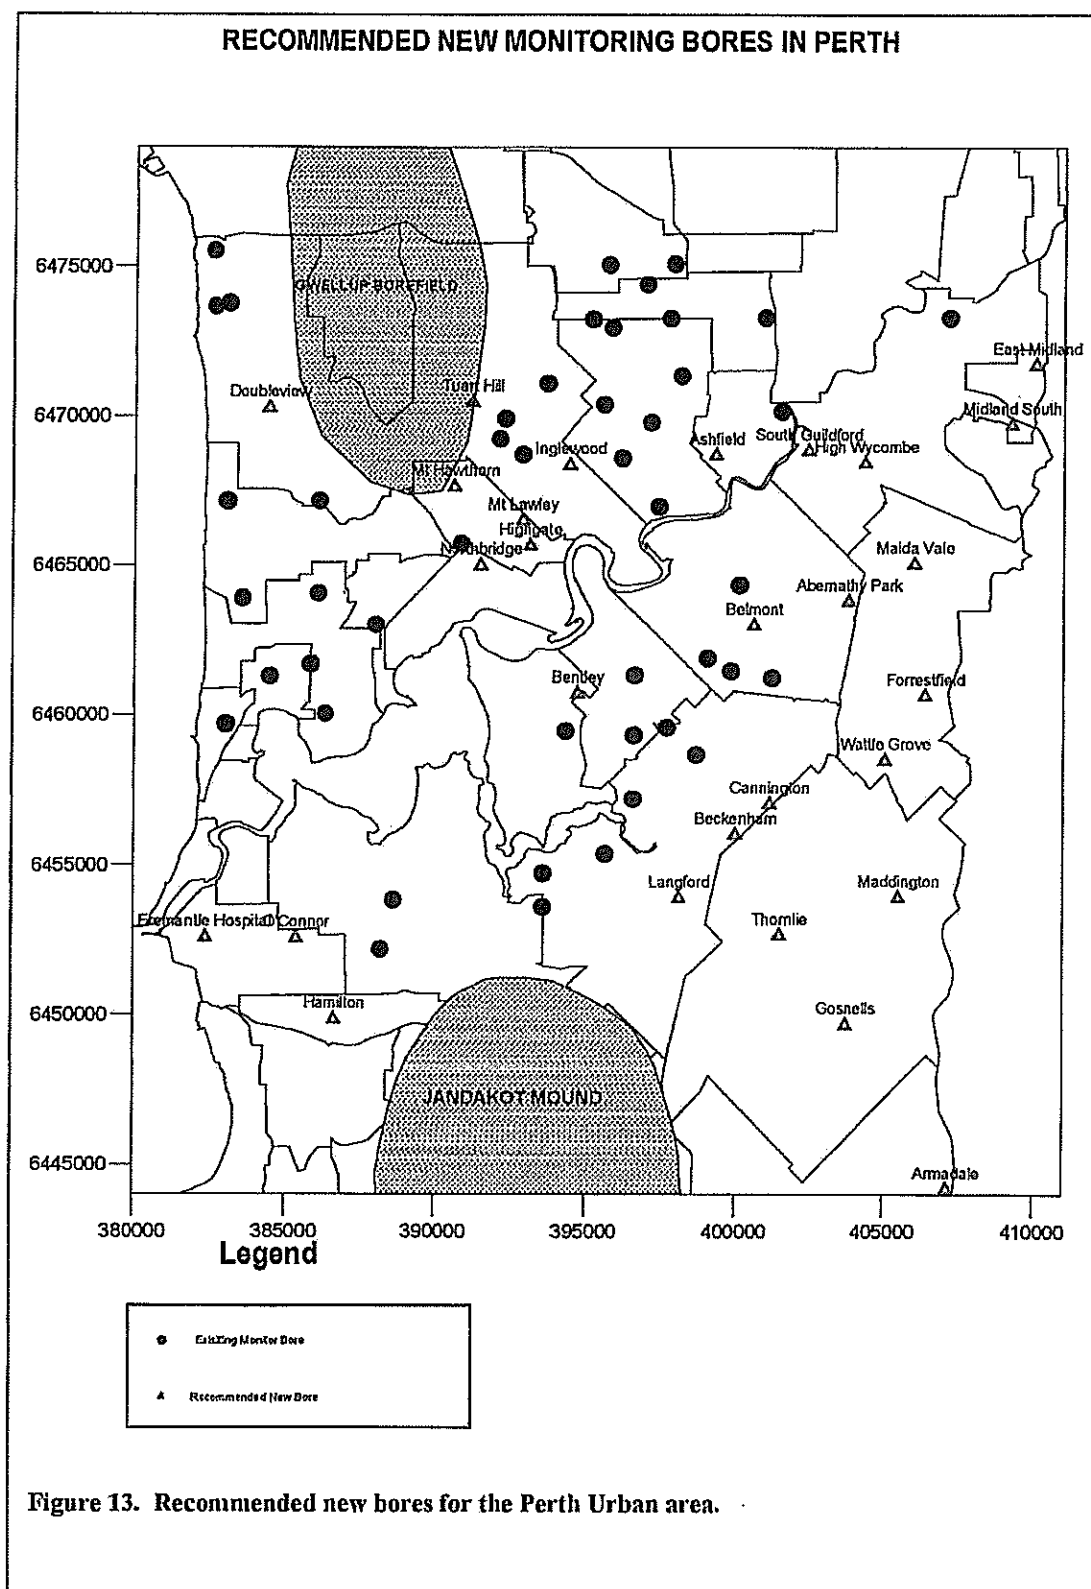 RECOMMENDED NEW MONITORING BORES IN PERTH
6475000
GWELLUP BOREFIELD
East Midland
Doubleview
Tuart Hill
6470000
Midland South
Ashfield
South Guildford
High Wycombe
Inglewood
Mt Hawthorn
Mt Lawley
Highgate
Northbridge
6465000
Maida Vale
Abernathy Park
Belmont
Bentley
Forrestfield
6460000
Wattle Grove
Cannington
Beckenham
6455000
Langford
Maddington
Fremantle Hospital
O'Connor
Thornlie
6450000
Hamilton
Gosnells
JANDAKOT MOUND
6445000
Armadale
380000 385000 390000 395000 400000 405000 410000
Legend
Existing Monitor Bore
Recommended New Bore
Figure 13. Recommended new bores for the Perth Urban area.